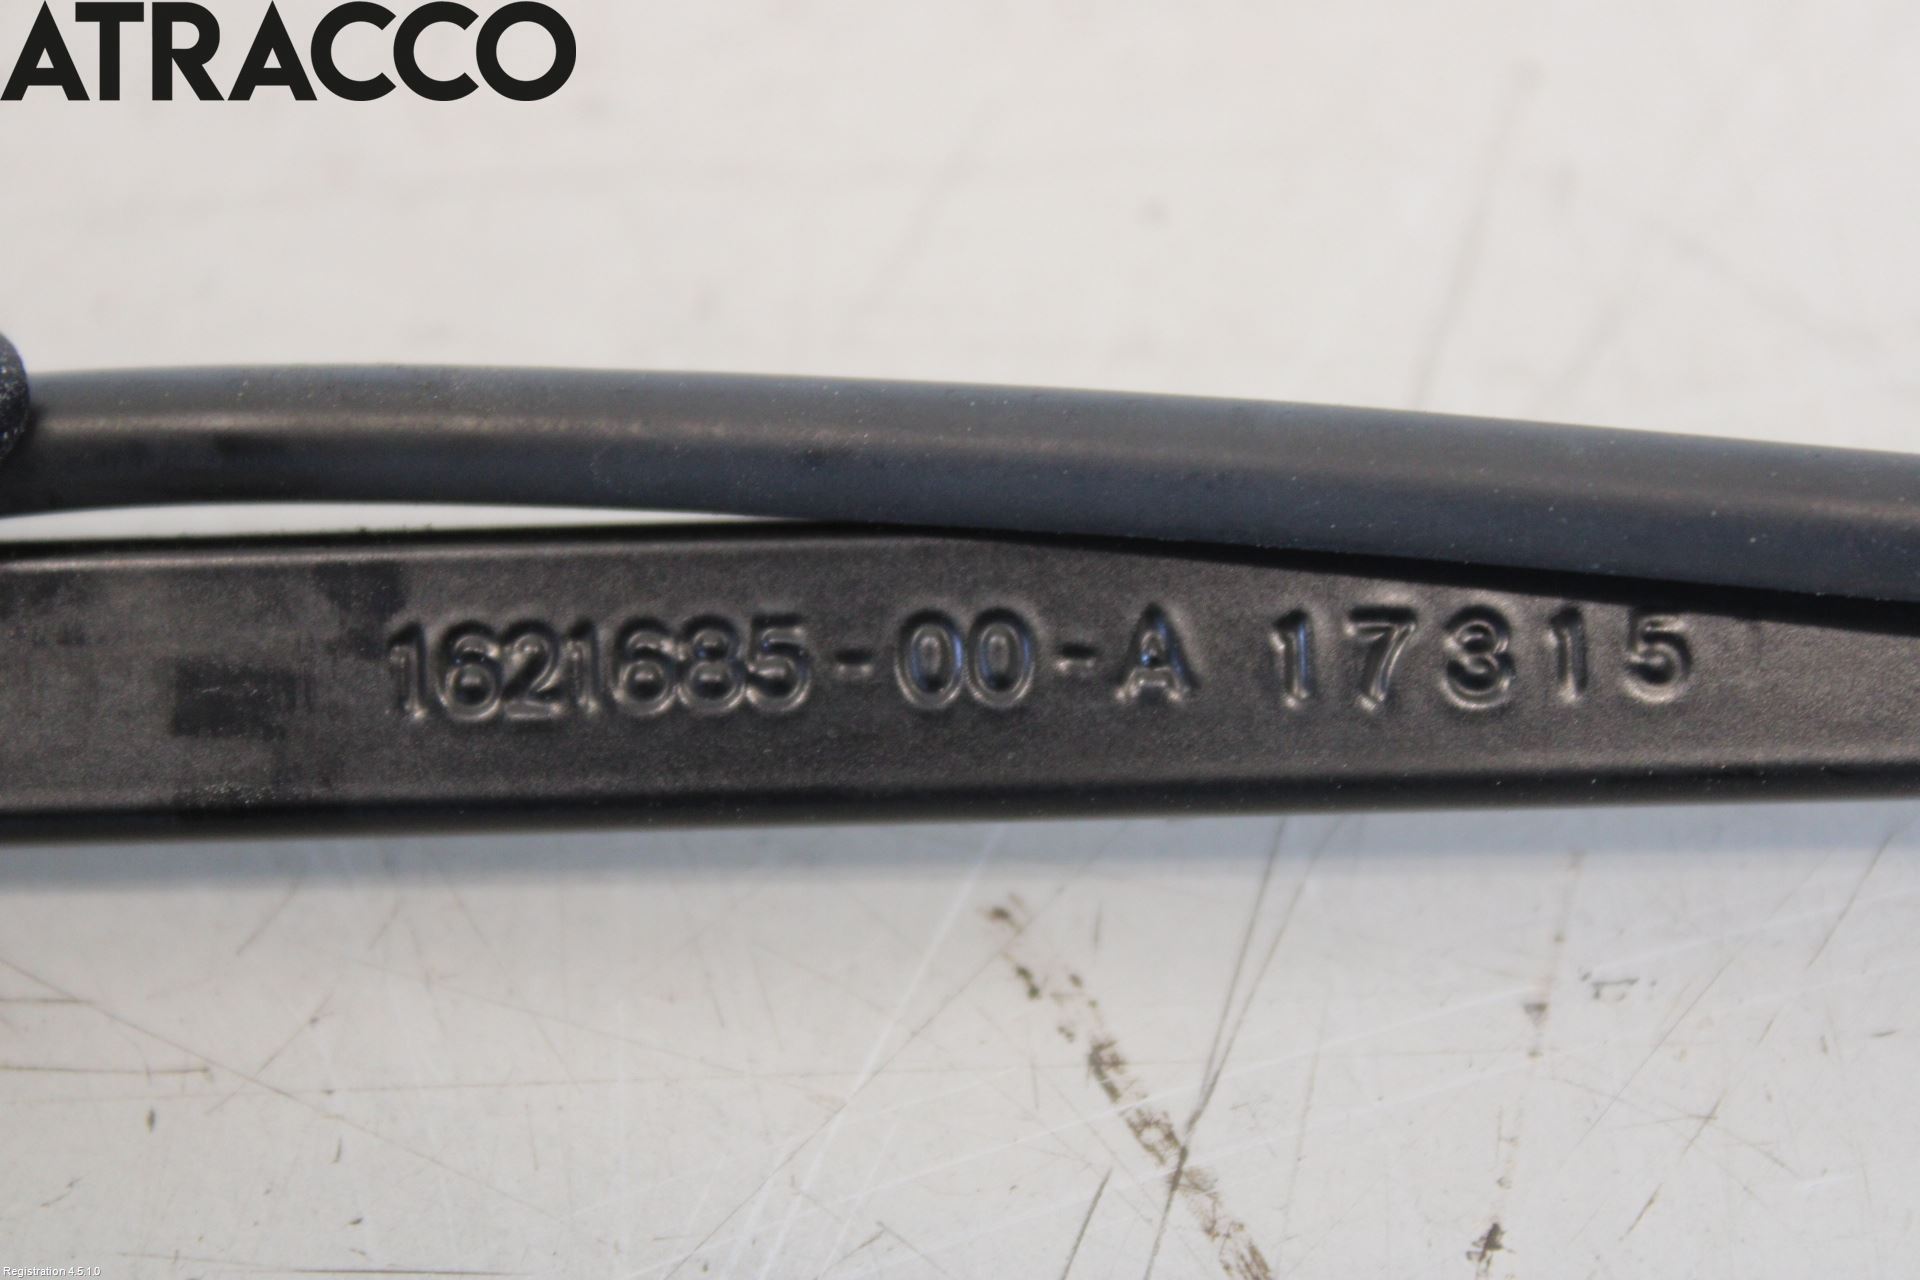 ATRACCO
1621685-00-A 17315
Registration 4.5.1.0